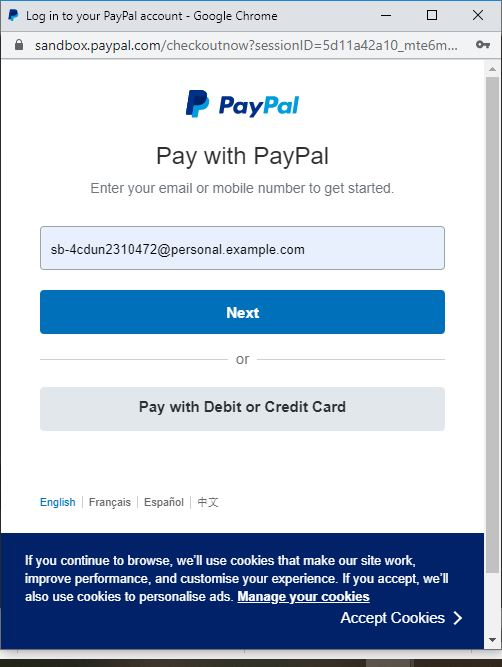 Log in to your PayPal account - Google Chrome
sandbox.paypal.com/checkoutnow?sessionID=5d11a42a10_mte6m...
PayPal
Pay with PayPal
Enter your email or mobile number to get started.
sb-4cdun2310472@personal.example.com
Next
or
Pay with Debit or Credit Card
English | Français | Español | 中文
If you continue to browse, we'll use cookies that make our site work,
improve performance, and customise your experience. If you accept, we'll
also use cookies to personalise ads. Manage your cookies
Accept Cookies